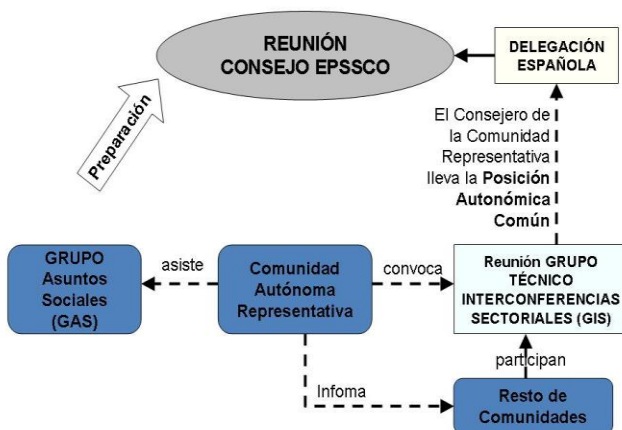 REUNIÓN
CONSEJO EPSSCO
DELEGACIÓN
ESPAÑOLA
Preparación
El Consejero de
la Comunidad
Representativa
lleva la Posición
Autonómica
Común
GRUPO
Asuntos
Sociales
(GAS)
asiste
Comunidad
Autónoma
Representativa
convoca
Reunión GRUPO
TÉCNICO
INTERCONFERENCIAS
SECTORIALES (GIS)
participan
Infoma
Resto de
Comunidades